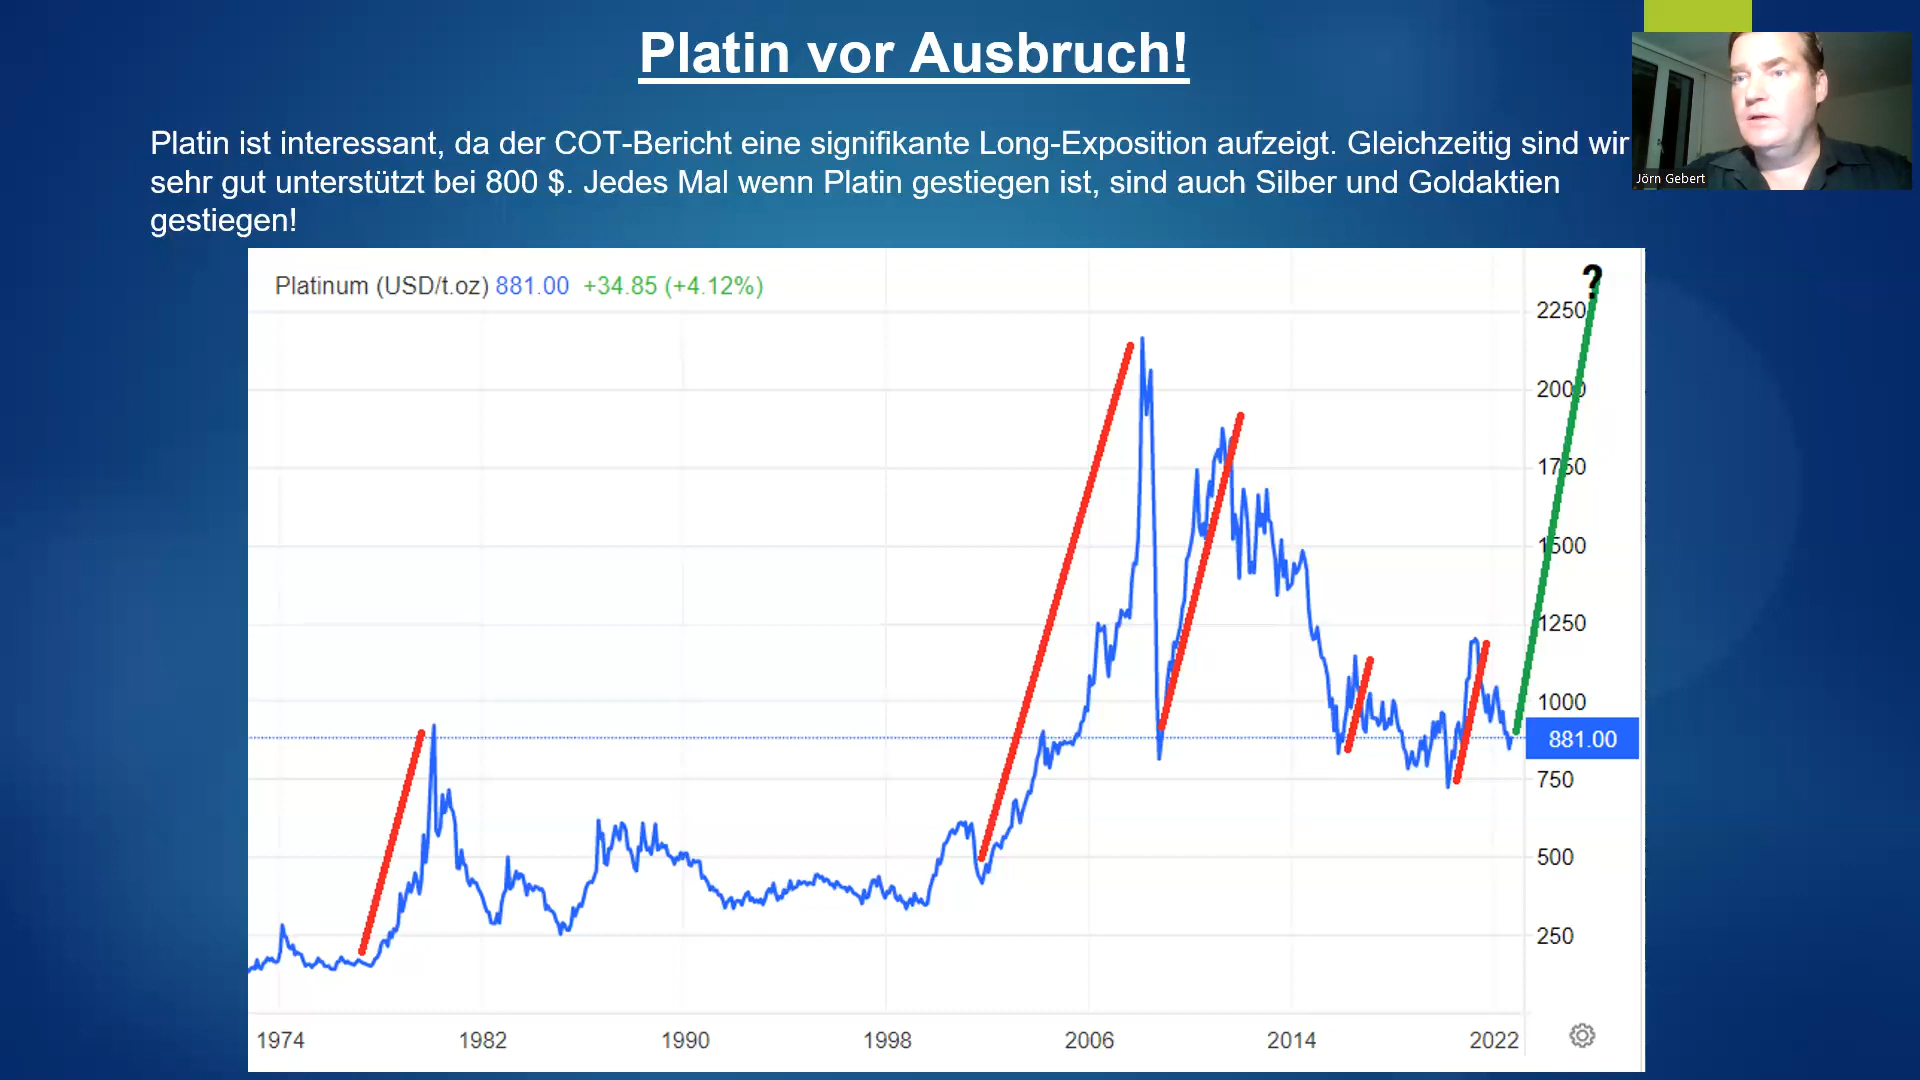 Platin vor Ausbruch!
Platin ist interessant, da der COT-Bericht eine signifikante Long-Exposition aufzeigt. Gleichzeitig sind wir
sehr gut unterstützt bei 800 $. Jedes Mal wenn Platin gestiegen ist, sind auch Silber und Goldaktien
gestiegen!
Jörn Gebert
Platinum (USD/t.oz) 881.00 +34.85 (+4.12%)
?
2250
2000
1750
1500
1250
1000
881.00
750
500
250
1974 1982 1990 1998 2006 2014 2022